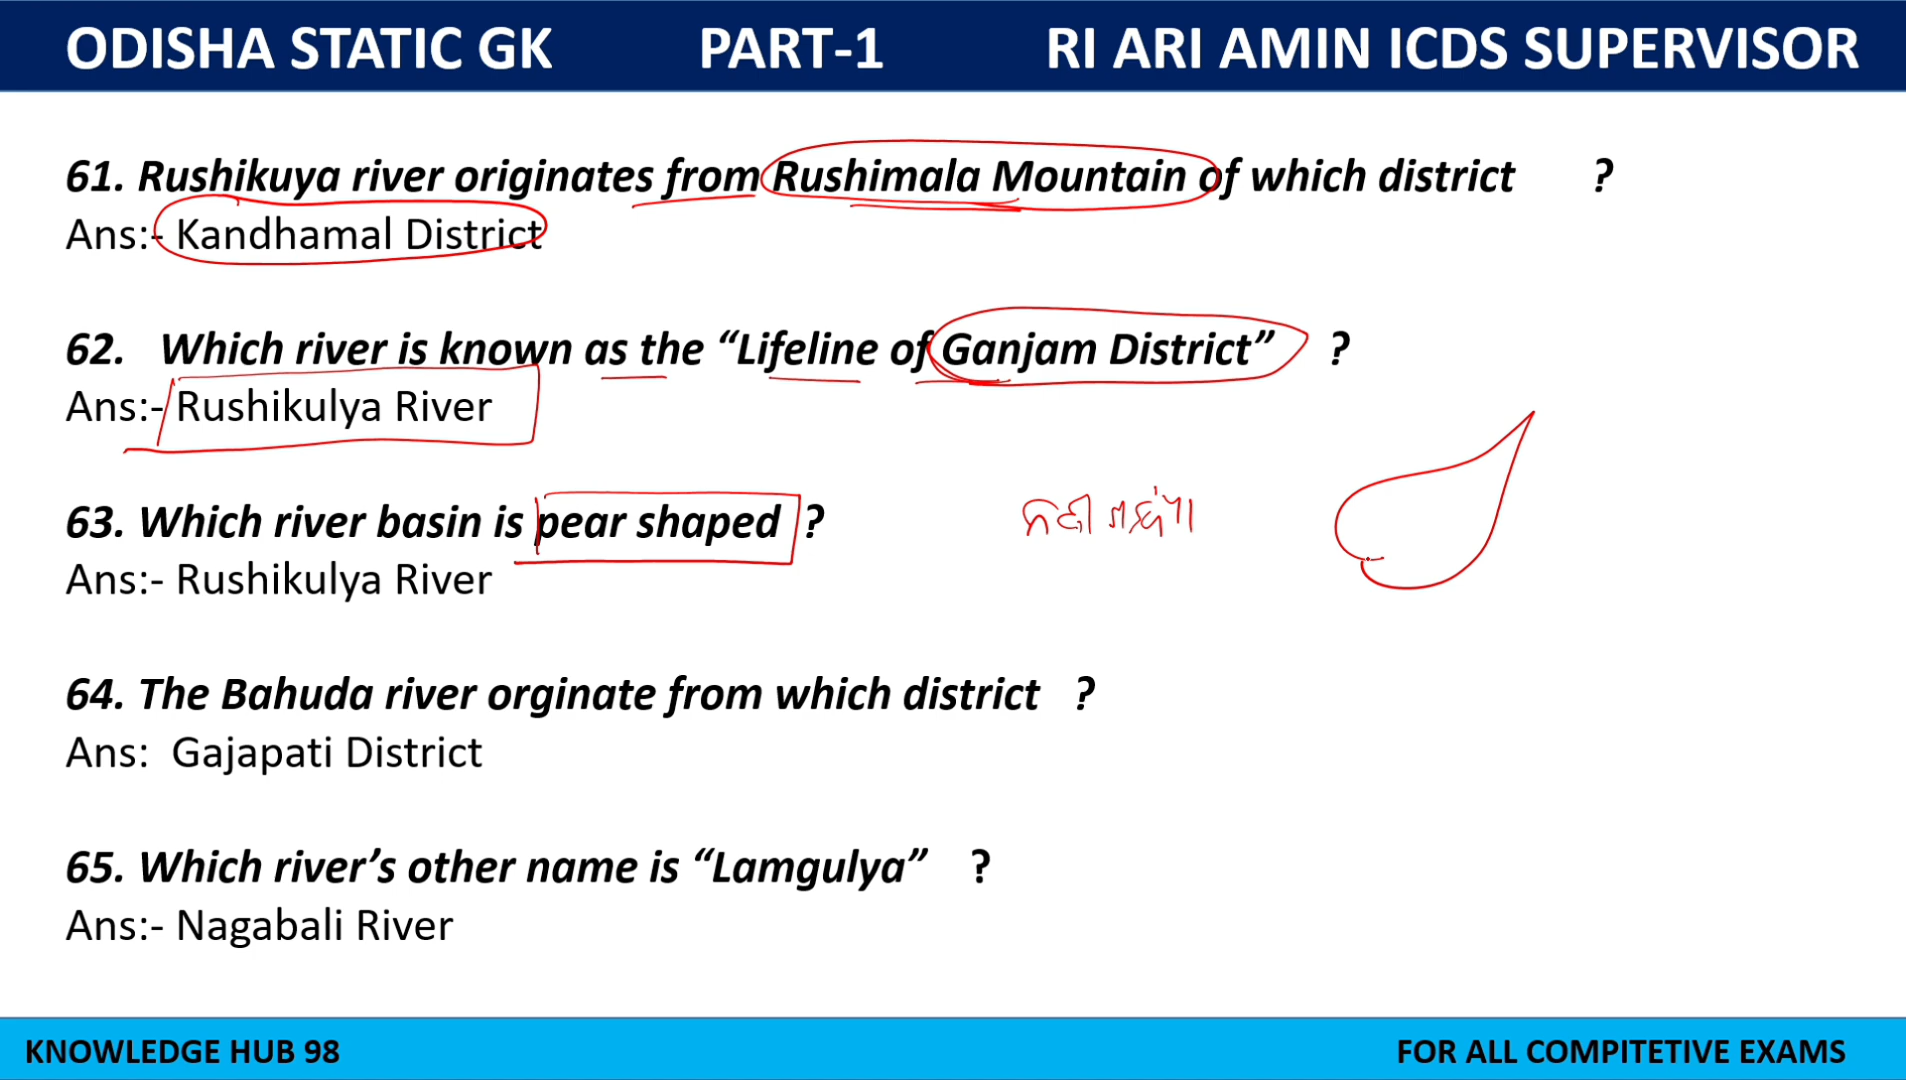 ODISHA STATIC GK PART-1 RI ARI AMIN ICDS SUPERVISOR
61. Rushikuya river originates from Rushimala Mountain of which district ?
Ans:- Kandhamal District
62. Which river is known as the “Lifeline of Ganjam District” ?
Ans:- Rushikulya River
63. Which river basin is pear shaped ?
ନଦୀ
Ans:- Rushikulya River
64. The Bahuda river orginate from which district ?
Ans: Gajapati District
65. Which river’s other name is “Lamgulya” ?
Ans:- Nagabali River
KNOWLEDGE HUB 98 FOR ALL COMPITETIVE EXAMS